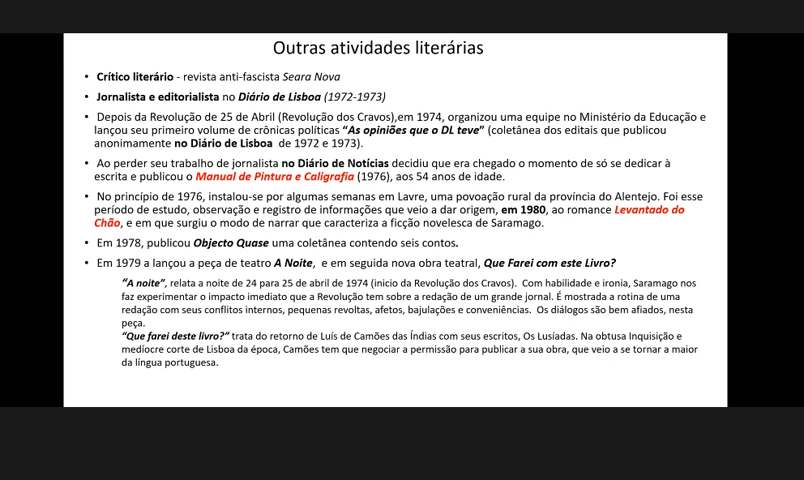 Outras atividades literárias
• Crítico literário - revista anti-fascista Seara Nova
• Jornalista e editorialista no Diário de Lisboa (1972-1973)
• Depois da Revolução de 25 de Abril (Revolução dos Cravos),em 1974, organizou uma equipe no Ministério da Educação e
lançou seu primeiro volume de crônicas políticas “As opiniões que o DL teve” (coletânea dos editais que publicou
anonimamente no Diário de Lisboa de 1972 e 1973).
• Ao perder seu trabalho de jornalista no Diário de Notícias decidiu que era chegado o momento de só se dedicar à
escrita e publicou o Manual de Pintura e Caligrafia (1976), aos 54 anos de idade.
• No princípio de 1976, instalou-se por algumas semanas em Lavre, uma povoação rural da província do Alentejo. Foi esse
período de estudo, observação e registro de informações que veio a dar origem, em 1980, ao romance Levantado do
Chão, e em que surgiu o modo de narrar que caracteriza a ficção novelesca de Saramago.
• Em 1978, publicou Objecto Quase uma coletânea contendo seis contos.
• Em 1979 a lançou a peça de teatro A Noite, e em seguida nova obra teatral, Que Farei com este Livro?
“A noite”, relata a noite de 24 para 25 de abril de 1974 (inicio da Revolução dos Cravos). Com habilidade e ironia, Saramago nos
faz experimentar o impacto imediato que a Revolução tem sobre a redação de um grande jornal. É mostrada a rotina de uma
redação com seus conflitos internos, pequenas revoltas, afetos, bajulações e conveniências. Os diálogos são bem afiados, nesta
peça.
“Que farei deste livro?” trata do retorno de Luís de Camões das Índias com seus escritos, Os Lusíadas. Na obtusa Inquisição e
medíocre corte de Lisboa da época, Camões tem que negociar a permissão para publicar a sua obra, que veio a se tornar a maior
da língua portuguesa.